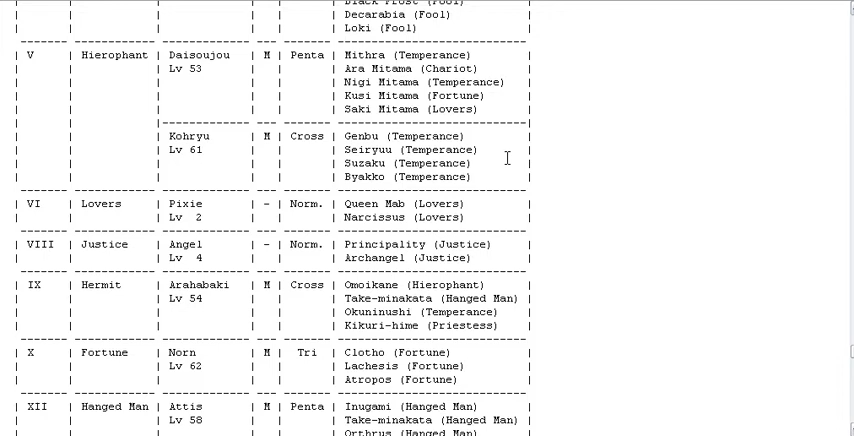 |      |            |            |   |       | Black Frost (Fool)        |
|      |            |            |   |       | Decarabia (Fool)          |
|      |            |            |   |       | Loki (Fool)               |
------- ------------ ------------ --- ------- ---------------------------
| V    | Hierophant | Daisoujou  | M | Penta | Mithra (Temperance)       |
|      |            | Lv 53      |   |       | Ara Mitama (Chariot)      |
|      |            |            |   |       | Nigi Mitama (Temperance)  |
|      |            |            |   |       | Kusi Mitama (Fortune)     |
|      |            |            |   |       | Saki Mitama (Lovers)      |
|      |            |------------ --- ------- ---------------------------|
|      |            | Kohryu     | M | Cross | Genbu (Temperance)        |
|      |            | Lv 61      |   |       | Seiryuu (Temperance)      |
|      |            |            |   |       | Suzaku (Temperance)       |
|      |            |            |   |       | Byakko (Temperance)       |
------- ------------ ------------ --- ------- ---------------------------
| VI   | Lovers     | Pixie      | - | Norm. | Queen Mab (Lovers)        |
|      |            | Lv  2      |   |       | Narcissus (Lovers)        |
------- ------------ ------------ --- ------- ---------------------------
| VIII | Justice    | Angel      | - | Norm. | Principality (Justice)    |
|      |            | Lv  4      |   |       | Archangel (Justice)       |
------- ------------ ------------ --- ------- ---------------------------
| IX   | Hermit     | Arahabaki  | M | Cross | Omoikane (Hierophant)     |
|      |            | Lv 54      |   |       | Take-minakata (Hanged Man) |
|      |            |            |   |       | Okuninushi (Temperance)   |
|      |            |            |   |       | Kikuri-hime (Priestess)   |
------- ------------ ------------ --- ------- ---------------------------
| X    | Fortune    | Norn       | M |  Tri  | Clotho (Fortune)          |
|      |            | Lv 62      |   |       | Lachesis (Fortune)        |
|      |            |            |   |       | Atropos (Fortune)         |
------- ------------ ------------ --- ------- ---------------------------
| XII  | Hanged Man | Attis      | M | Penta | Inugami (Hanged Man)      |
|      |            | Lv 58      |   |       | Take-minakata (Hanged Man) |
|      |            |            |   |       | Orthrus (Hanged Man)      |